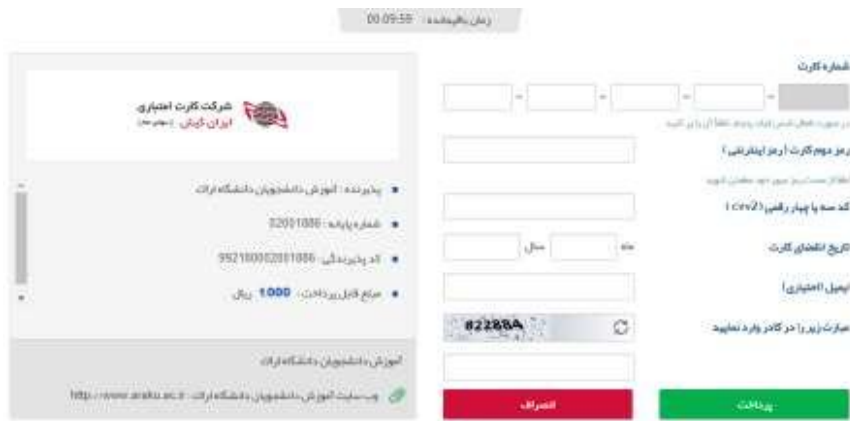 زمان باقیمانده : 00:09:59
شماره کارت
رمز دوم کارت (رمز اینترنتی)
کد سه یا چهار رقمی (CVV2)
تاریخ انقضای کارت
ماه
سال
ایمیل (اختیاری)
عبارت زیر را در کادر وارد نمایید
82288A
پرداخت
انصراف
شرکت کارت اعتباری
ایران کیش
پذیرنده : آموزش دانشجویان دانشگاه اراک
شماره پایانه : 02001886
کد پذیرندگی : 992180002001886
مبلغ قابل پرداخت : 1000 ریال
آموزش دانشجویان دانشگاه اراک
وب سایت آموزش دانشجویان دانشگاه اراک : http://www.araku.ac.ir